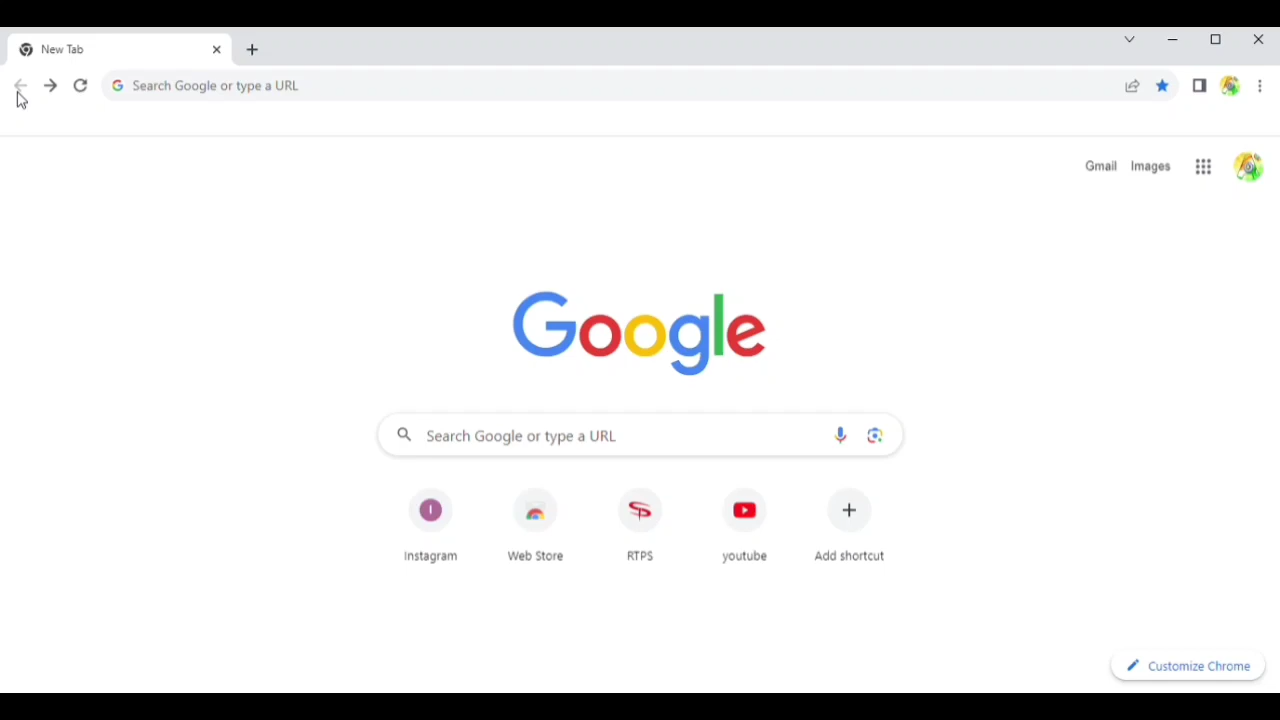 New Tab
Search Google or type a URL
Gmail Images
Google
Search Google or type a URL
I
Instagram Web Store RTPS youtube Add shortcut
Customize Chrome